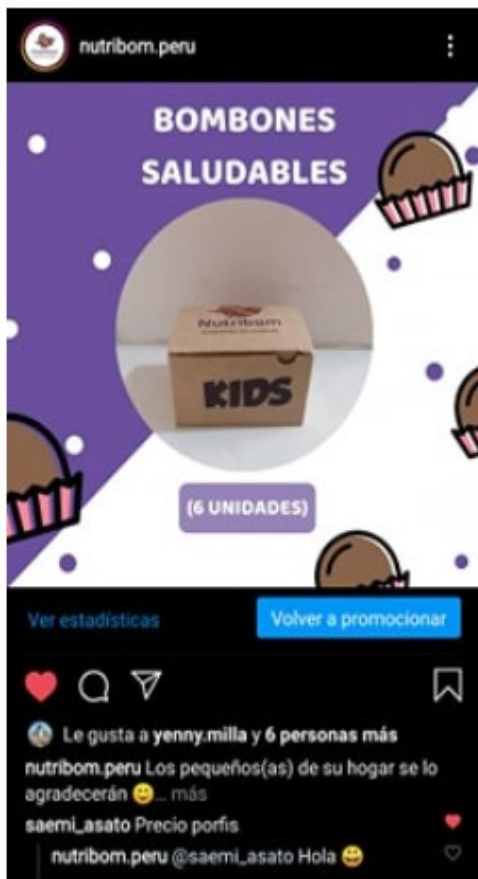 nutribom.peru
BOMBONES
SALUDABLES
Nutribom
KIDS
(6 UNIDADES)
Ver estadísticas
Volver a promocionar
Le gusta a yenny.milla y 6 personas más
nutribom.peru Los pequeños(as) de su hogar se lo
agradecerán 😀... más
saemi_asato Precio porfis
nutribom.peru @saemi_asato Hola 😀